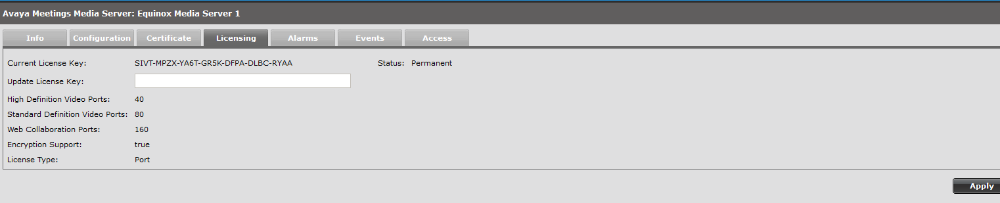 Avaya Meetings Media Server: Equinox Media Server 1
Info Configuration Certificate Licensing Alarms Events Access
Current License Key: SIVT-MPZX-YA6T-GR5K-DFPA-DLBC-RYAA Status: Permanent
Update License Key:
High Definition Video Ports: 40
Standard Definition Video Ports: 80
Web Collaboration Ports: 160
Encryption Support: true
License Type: Port
Apply